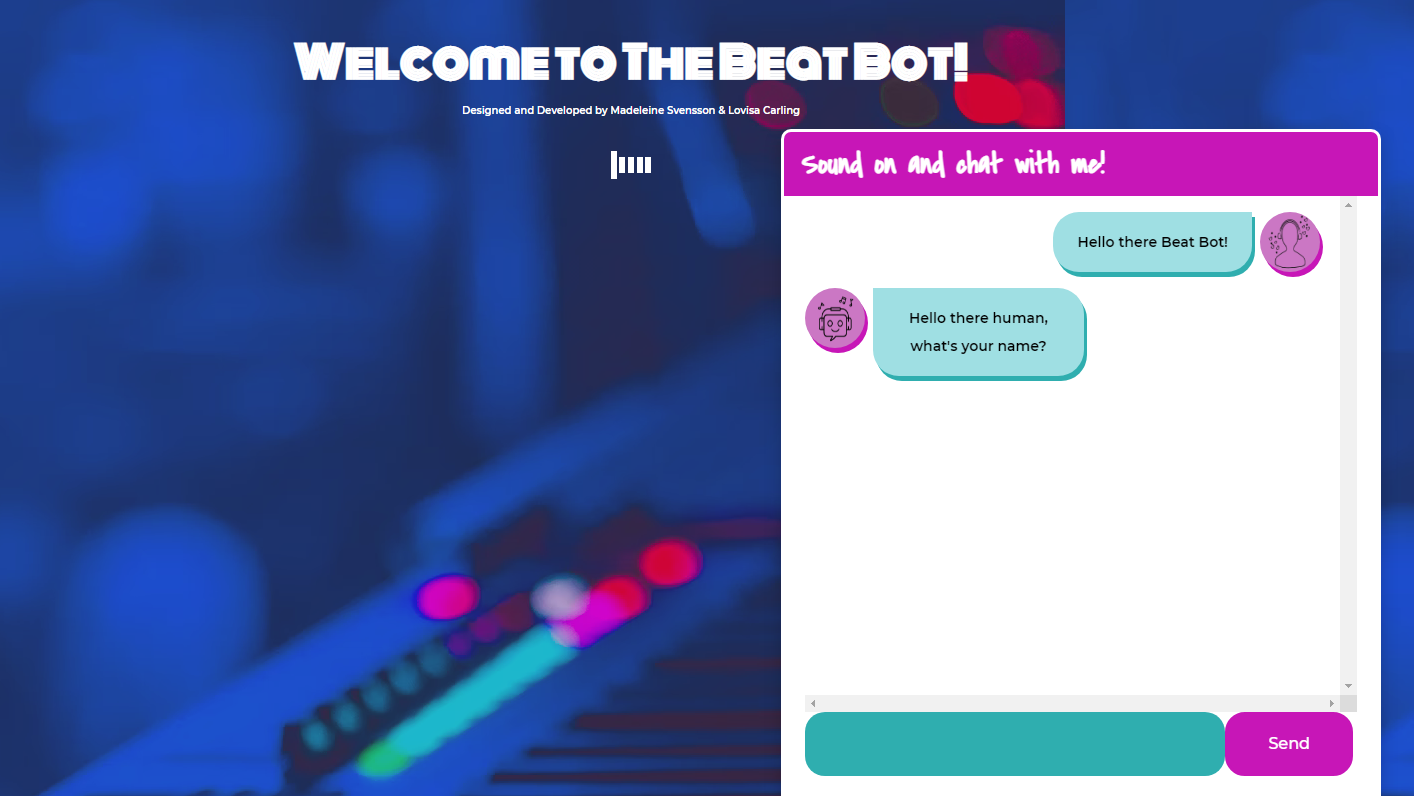 Welcome to The Beat Bot!
Designed and Developed by Madeleine Svensson & Lovisa Carling
Sound on and chat with me!
Hello there Beat Bot!
Hello there human,
what's your name?
Send